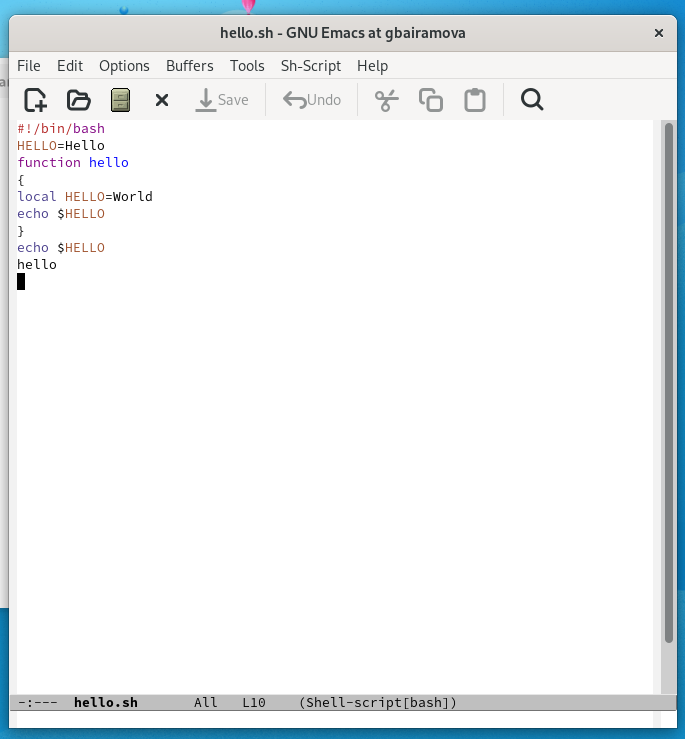 hello.sh - GNU Emacs at gbairamova
File Edit Options Buffers Tools Sh-Script Help
Save Undo
#!/bin/bash
HELLO=Hello
function hello
{
local HELLO=World
echo $HELLO
}
echo $HELLO
hello
-:--- hello.sh All L10 (Shell-script[bash])